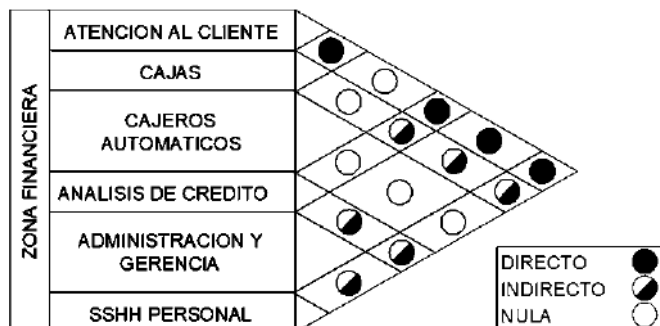 ZONA FINANCIERA
ATENCION AL CLIENTE
CAJAS
CAJEROS
AUTOMATICOS
ANALISIS DE CREDITO
ADMINISTRACION Y
GERENCIA
SSHH PERSONAL
DIRECTO
INDIRECTO
NULA